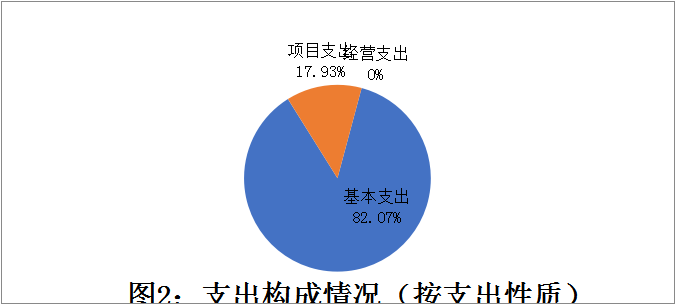 项目支出
17.93%
经营支出
0%
基本支出
82.07%
图2：支出构成情况（按支出性质）